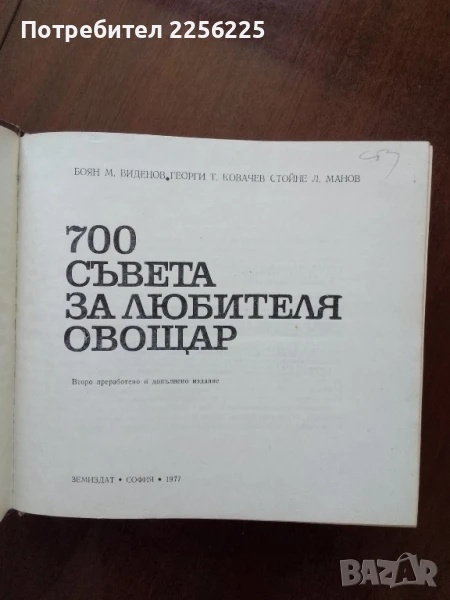 Потребител 2256225
БОЯН М. ВИДЕНОВ, ГЕОРГИ Т. КОВАЧЕВ СТОЙНЕ Л. МАНОВ
700
СЪВЕТА
ЗА ЛЮБИТЕЛЯ
ОВОЩАР
Второ преработено и допълнено издание
ЗЕМИЗДАТ • СОФИЯ • 1977
BAZAR